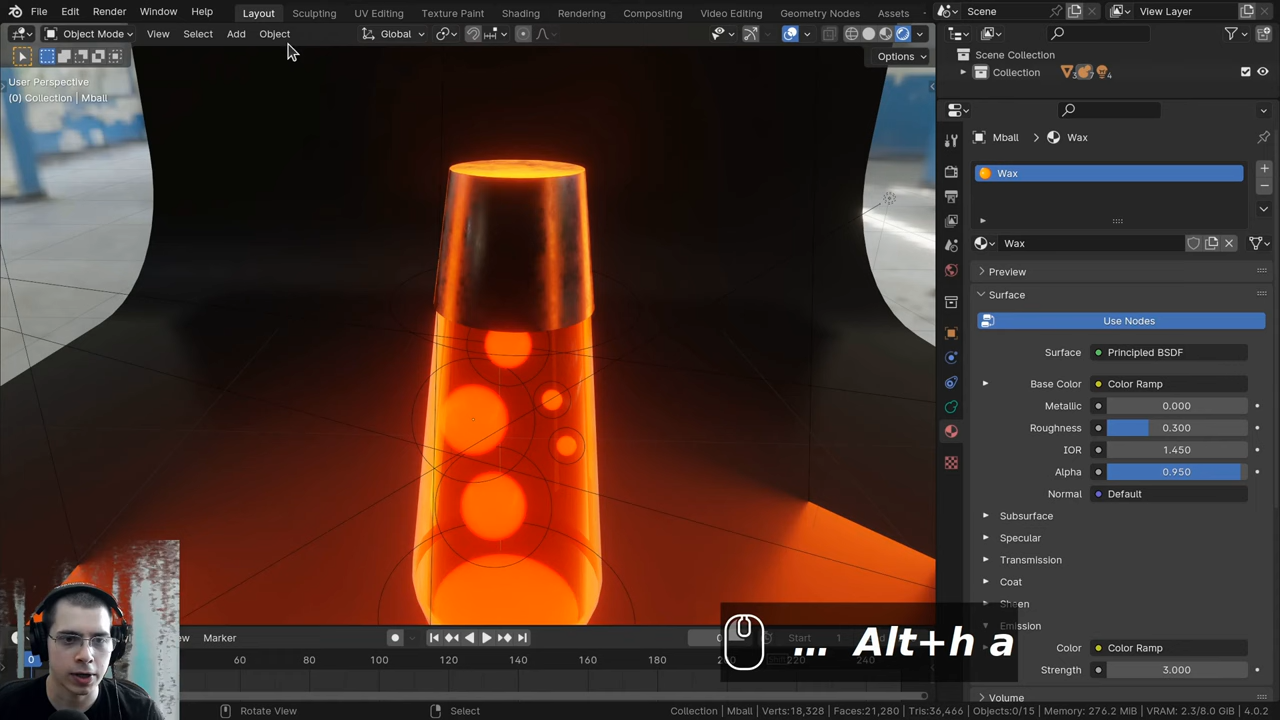 File Edit Render Window Help Layout Sculpting UV Editing Texture Paint Shading Rendering Compositing Video Editing Geometry Nodes Assets Scene View Layer
Object Mode View Select Add Object Global
Options
User Perspective
(0) Collection | Mball
Scene Collection
Collection 4
Mball Wax
Wax
Wax
Preview
Surface
Use Nodes
Surface Principled BSDF
Base Color Color Ramp
Metallic 0.000
Roughness 0.300
IOR 1.450
Alpha 0.950
Normal Default
Subsurface
Specular
Transmission
Coat
Sheen
Emission
Color Color Ramp
Strength 3.000
Volume
... Alt+h a
Marker Start 1
0 60 80 100 120 140 160 180 200 220
Rotate View Select Collection | Mball Verts:18,328 Faces:21,280 Tris:36,466 Objects:0/15 Memory: 276.2 MiB VRAM: 2.3/8.0 GiB 4.0.2